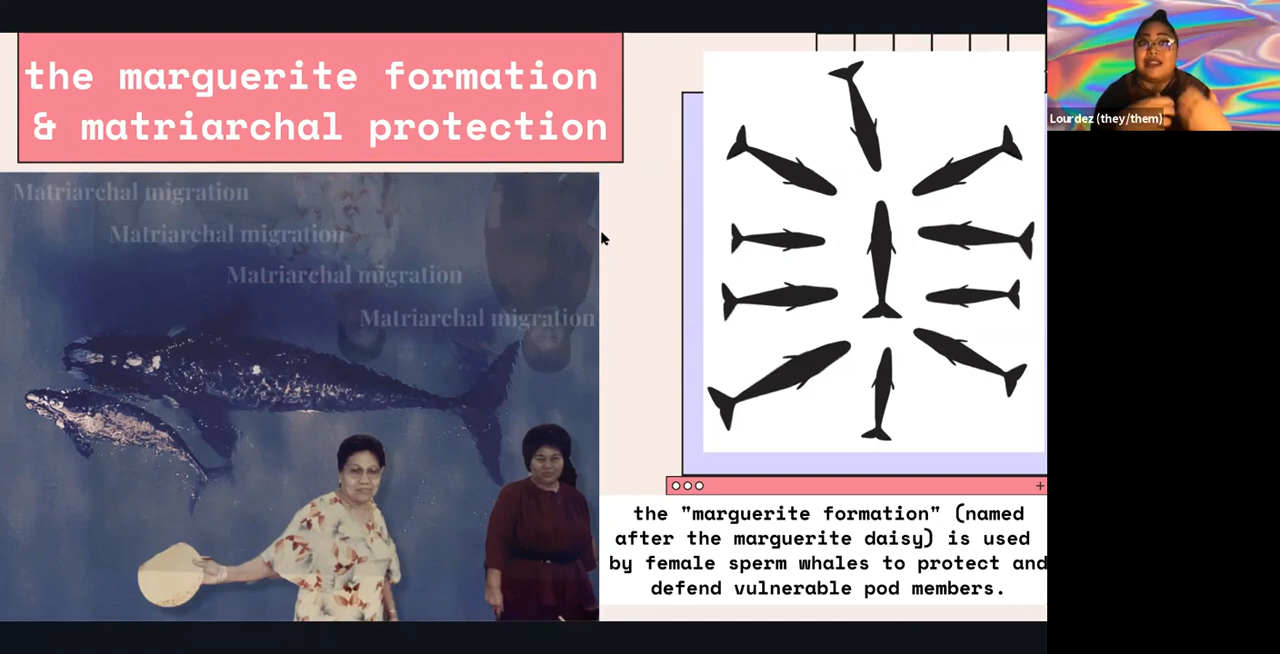 the marguerite formation
& matriarchal protection
Matriarchal migration
Matriarchal migration
Matriarchal migration
Matriarchal migration
the "marguerite formation" (named
after the marguerite daisy) is used
by female sperm whales to protect and
defend vulnerable pod members.
Lourdez (they/them)